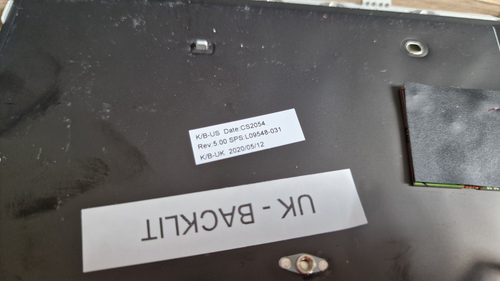 K/B-US Date:CS2054
Rev:5.00 SPS:L09548-031
K/B-UK 2020/05/12
UK - BACKLIT